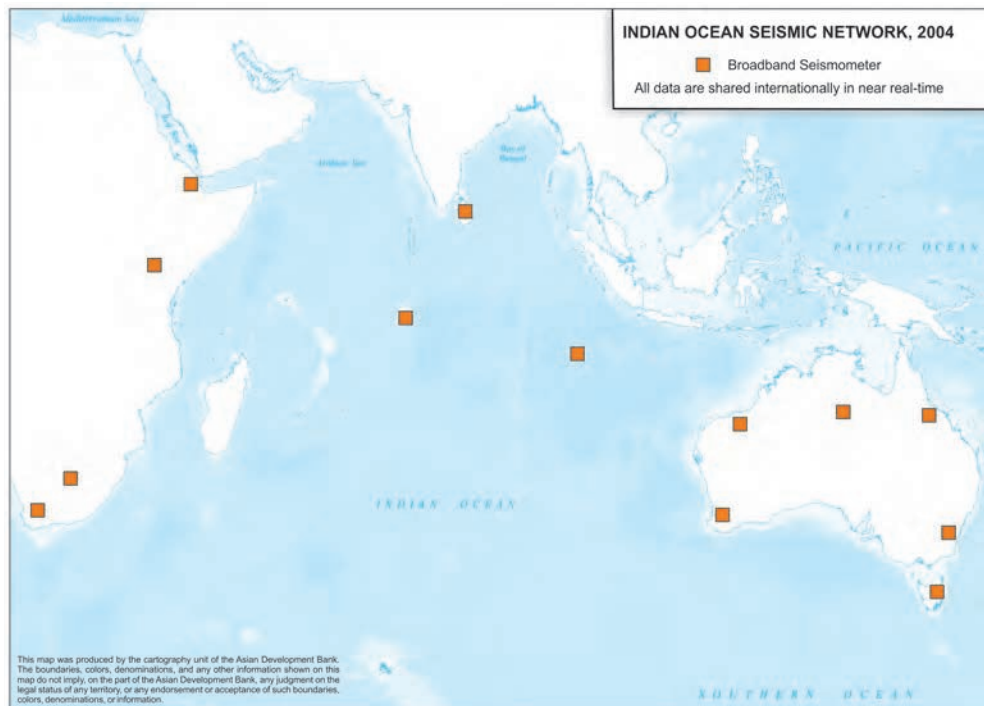 Mediterranean Sea
INDIAN OCEAN SEISMIC NETWORK, 2004
Broadband Seismometer
All data are shared internationally in near real-time
Red Sea
Arabian Sea
Bay of
Bengal
PACIFIC OCEAN
INDIAN OCEAN
This map was produced by the cartography unit of the Asian Development Bank.
The boundaries, colors, denominations, and any other information shown on this
map do not imply, on the part of the Asian Development Bank, any judgment on the
legal status of any territory, or any endorsement or acceptance of such boundaries,
colors, denominations, or information.
SOUTHERN OCEAN